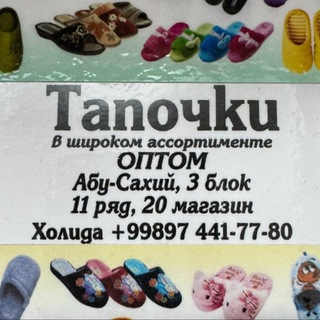 Тапочки
в широком ассортименте
ОПТОМ
Абу-Сахий, 3 блок
11 ряд, 20 магазин
Холида +99897 441-77-80